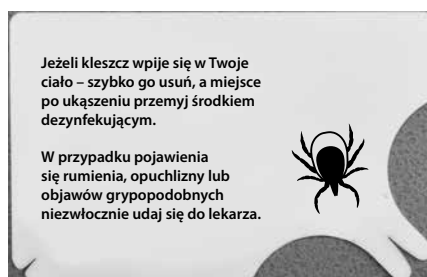 Jeżeli kleszcz wpije się w Twoje
ciało – szybko go usuń, a miejsce
po ukąszeniu przemyj środkiem
dezynfekującym.
W przypadku pojawienia
się rumienia, opuchlizny lub
objawów grypopodobnych
niezwłocznie udaj się do lekarza.